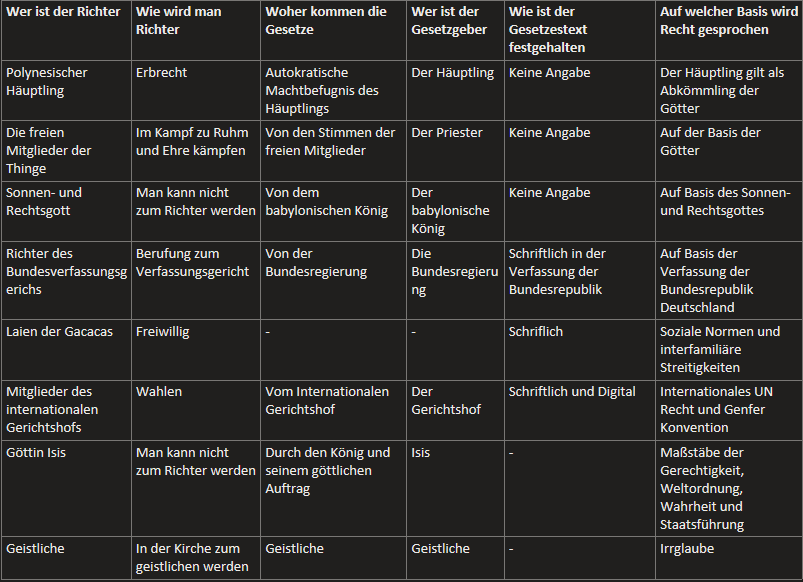 Wer ist der Richter
Wie wird man
Richter
Woher kommen die
Gesetze
Wer ist der
Gesetzgeber
Wie ist der
Gesetzestext
festgehalten
Auf welcher Basis wird
Recht gesprochen
Polynesischer
Häuptling
Erbrecht
Autokratische
Machtbefugnis des
Häuptlings
Der Häuptling
Keine Angabe
Der Häuptling gilt als
Abkömmling der
Götter
Die freien
Mitglieder der
Thinge
Im Kampf zu Ruhm
und Ehre kämpfen
Von den Stimmen der
freien Mitglieder
Der Priester
Keine Angabe
Auf der Basis der
Götter
Sonnen- und
Rechtsgott
Man kann nicht
zum Richter werden
Von dem
babylonischen König
Der
babylonische
König
Keine Angabe
Auf Basis des Sonnen-
und Rechtsgottes
Richter des
Bundesverfassungsg
erichs
Berufung zum
Verfassungsgericht
Von der
Bundesregierung
Die
Bundesregieru
ng
Schriftlich in der
Verfassung der
Bundesrepublik
Auf Basis der
Verfassung der
Bundesrepublik
Deutschland
Laien der Gacacas
Freiwillig
-
-
Schriflich
Soziale Normen und
interfamiliäre
Streitigkeiten
Mitglieder des
internationalen
Gerichtshofs
Wahlen
Vom Internationalen
Gerichtshof
Der
Gerichtshof
Schriftlich und Digital
Internationales UN
Recht und Genfer
Konvention
Göttin Isis
Man kann nicht
zum Richter werden
Durch den König und
seinem göttlichen
Auftrag
Isis
-
Maßstäbe der
Gerechtigkeit,
Weltordnung,
Wahrheit und
Staatsführung
Geistliche
In der Kirche zum
geistlichen werden
Geistliche
Geistliche
-
Irrglaube